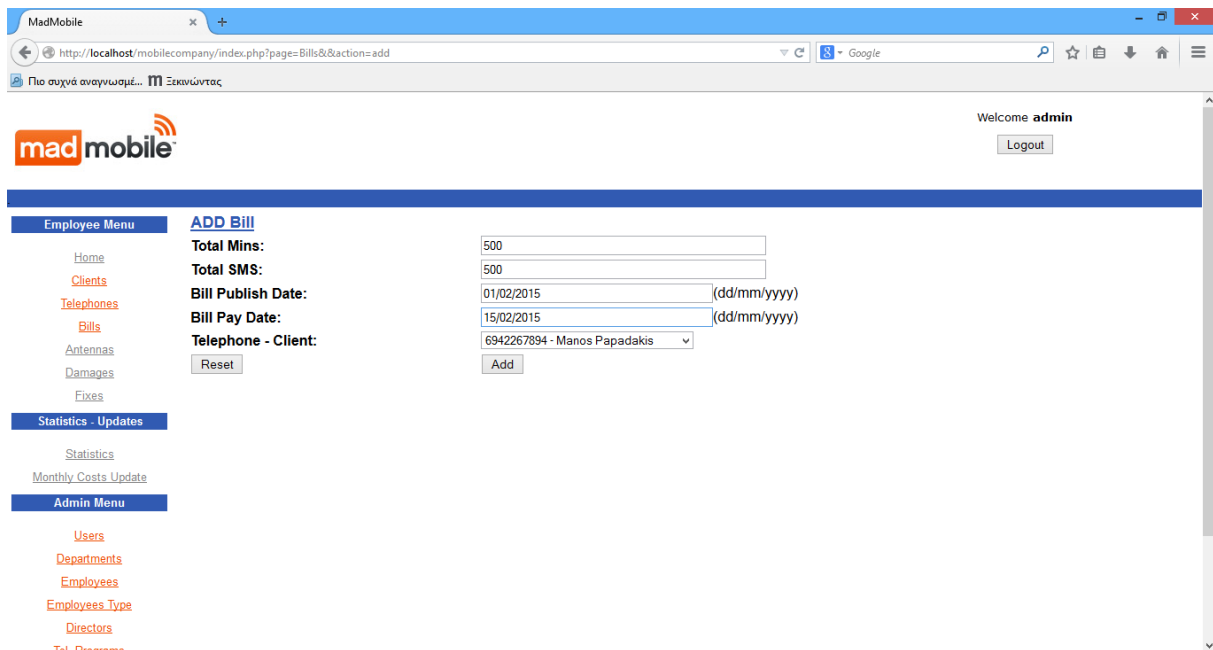 MadMobile
http://localhost/mobilecompany/index.php?page=Bills&&action=add
Google
Πιο συχνά αναγνωσμέ... Ξεκινώντας
mad mobile
Welcome admin
Logout
Employee Menu
Home
Clients
Telephones
Bills
Antennas
Damages
Fixes
Statistics - Updates
Statistics
Monthly Costs Update
Admin Menu
Users
Departments
Employees
Employees Type
Directors
Tel. Programs
ADD Bill
Total Mins: 500
Total SMS: 500
Bill Publish Date: 01/02/2015 (dd/mm/yyyy)
Bill Pay Date: 15/02/2015 (dd/mm/yyyy)
Telephone - Client: 6942267894 - Manos Papadakis
Reset Add